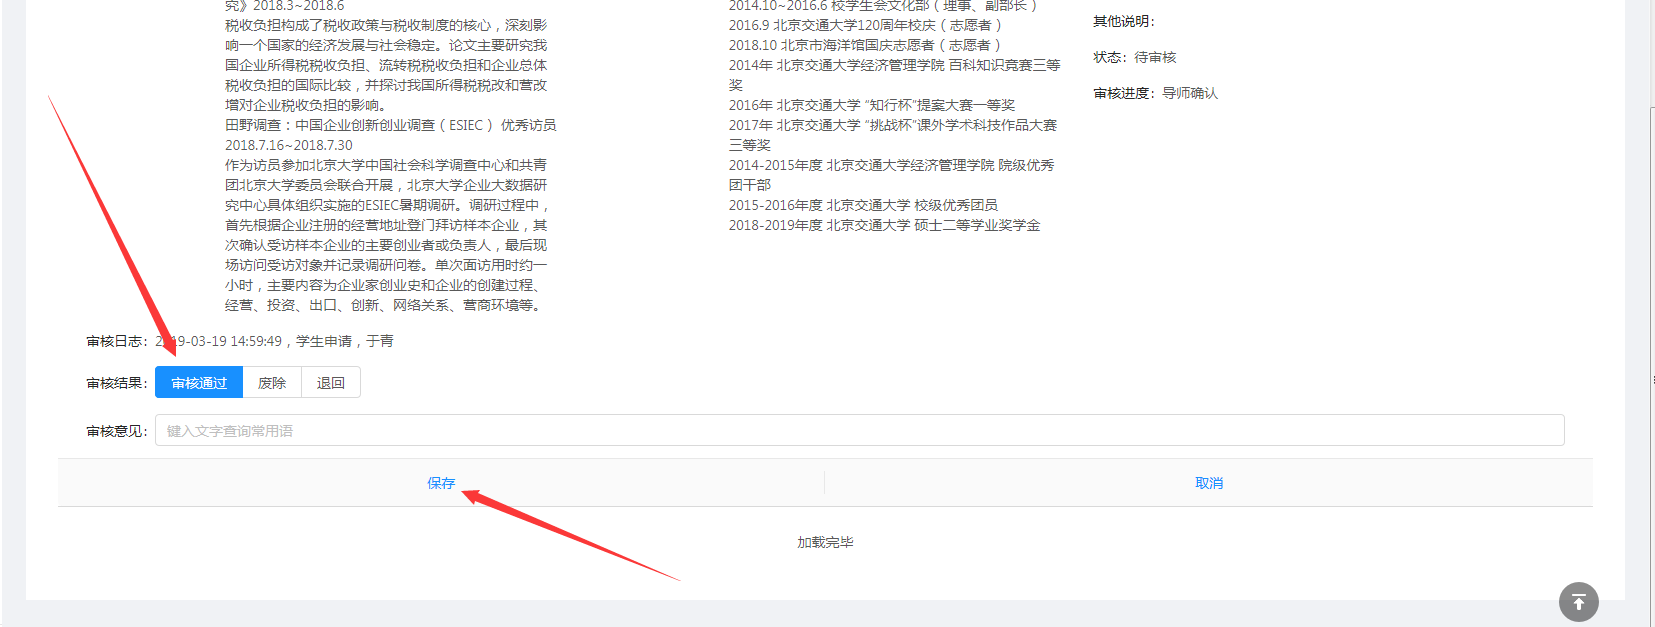 究》2018.3~2018.6
税收负担构成了税收政策与税收制度的核心，深刻影
响一个国家的经济发展与社会稳定。论文主要研究我
国企业所得税税收负担、流转税税收负担和企业总体
税收负担的国际比较，并探讨我国所得税税改和营改
增对企业税收负担的影响。
田野调查：中国企业创新创业调查（ESIEC） 优秀访员
2018.7.16~2018.7.30
作为访员参加北京大学中国社会科学调查中心和共青
团北京大学委员会联合开展，北京大学企业大数据研
究中心具体组织实施的ESIEC暑期调研。调研过程中，
首先根据企业注册的经营地址登门拜访样本企业，其
次确认受访样本企业的主要创业者或负责人，最后现
场访问受访对象并记录调研问卷。单次面访用时约一
小时，主要内容为企业家创业史和企业的创建过程、
经营、投资、出口、创新、网络关系、营商环境等。
2014.10~2016.6 校学生会文化部（理事、副部长）
2016.9 北京交通大学120周年校庆（志愿者）
2018.10 北京市海洋馆国庆志愿者（志愿者）
2014年 北京交通大学经济管理学院 百科知识竞赛三等
奖
2016年 北京交通大学 “知行杯”提案大赛一等奖
2017年 北京交通大学 “挑战杯”课外学术科技作品大赛
三等奖
2014-2015年度 北京交通大学经济管理学院 院级优秀
团干部
2015-2016年度 北京交通大学 校级优秀团员
2018-2019年度 北京交通大学 硕士二等学业奖学金
其他说明：
状态：待审核
审核进度：导师确认
审核日志：2019-03-19 14:59:49，学生申请，于青
审核结果： 审核通过 废除 退回
审核意见： 键入文字查询常用语
保存 取消
加载完毕